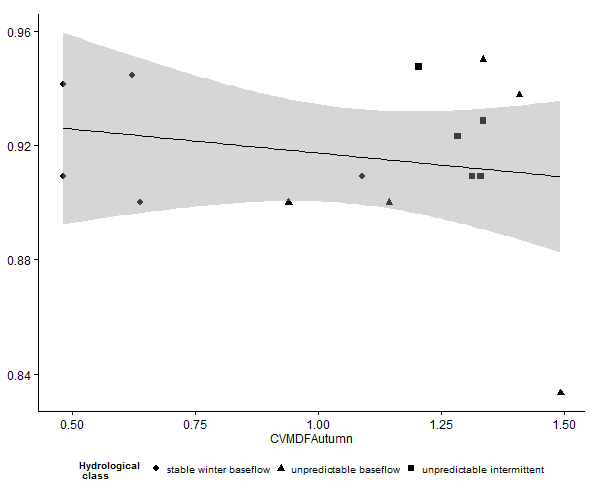 0.96
0.92
0.88
0.84
0.50 0.75 1.00 1.25 1.50
CVMDFAutumn
Hydrological
class
stable winter baseflow unpredictable baseflow unpredictable intermittent